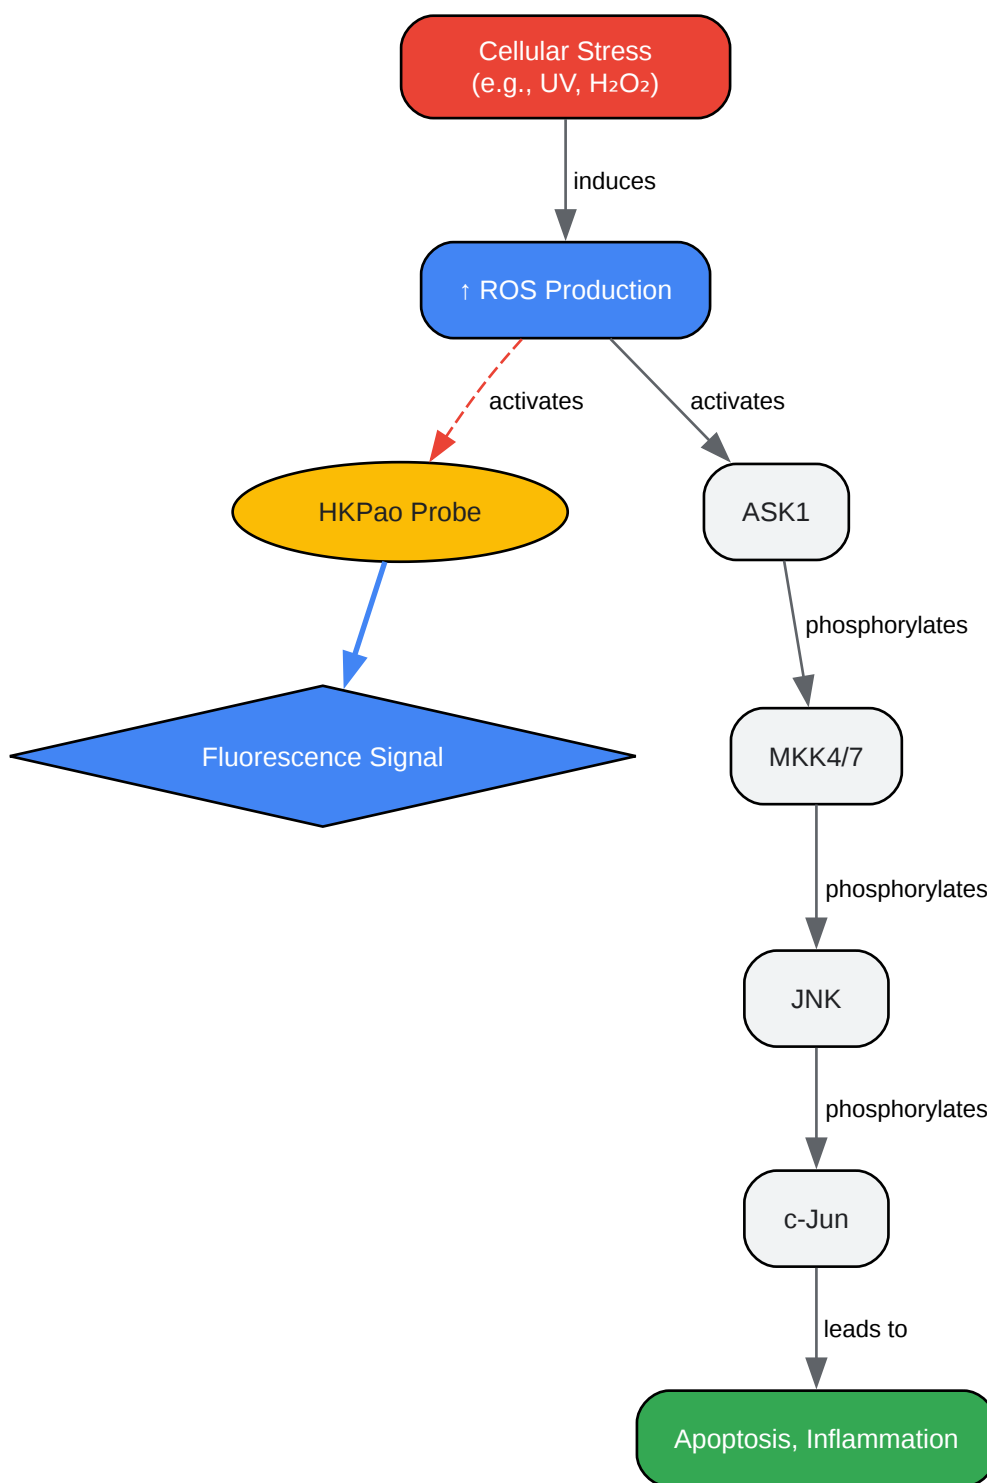 Cellular Stress
(e.g., UV, H₂O₂)
induces
↑ ROS Production
activates
activates
HKPao Probe
ASK1
phosphorylates
Fluorescence Signal
MKK4/7
phosphorylates
JNK
phosphorylates
c-Jun
leads to
Apoptosis, Inflammation